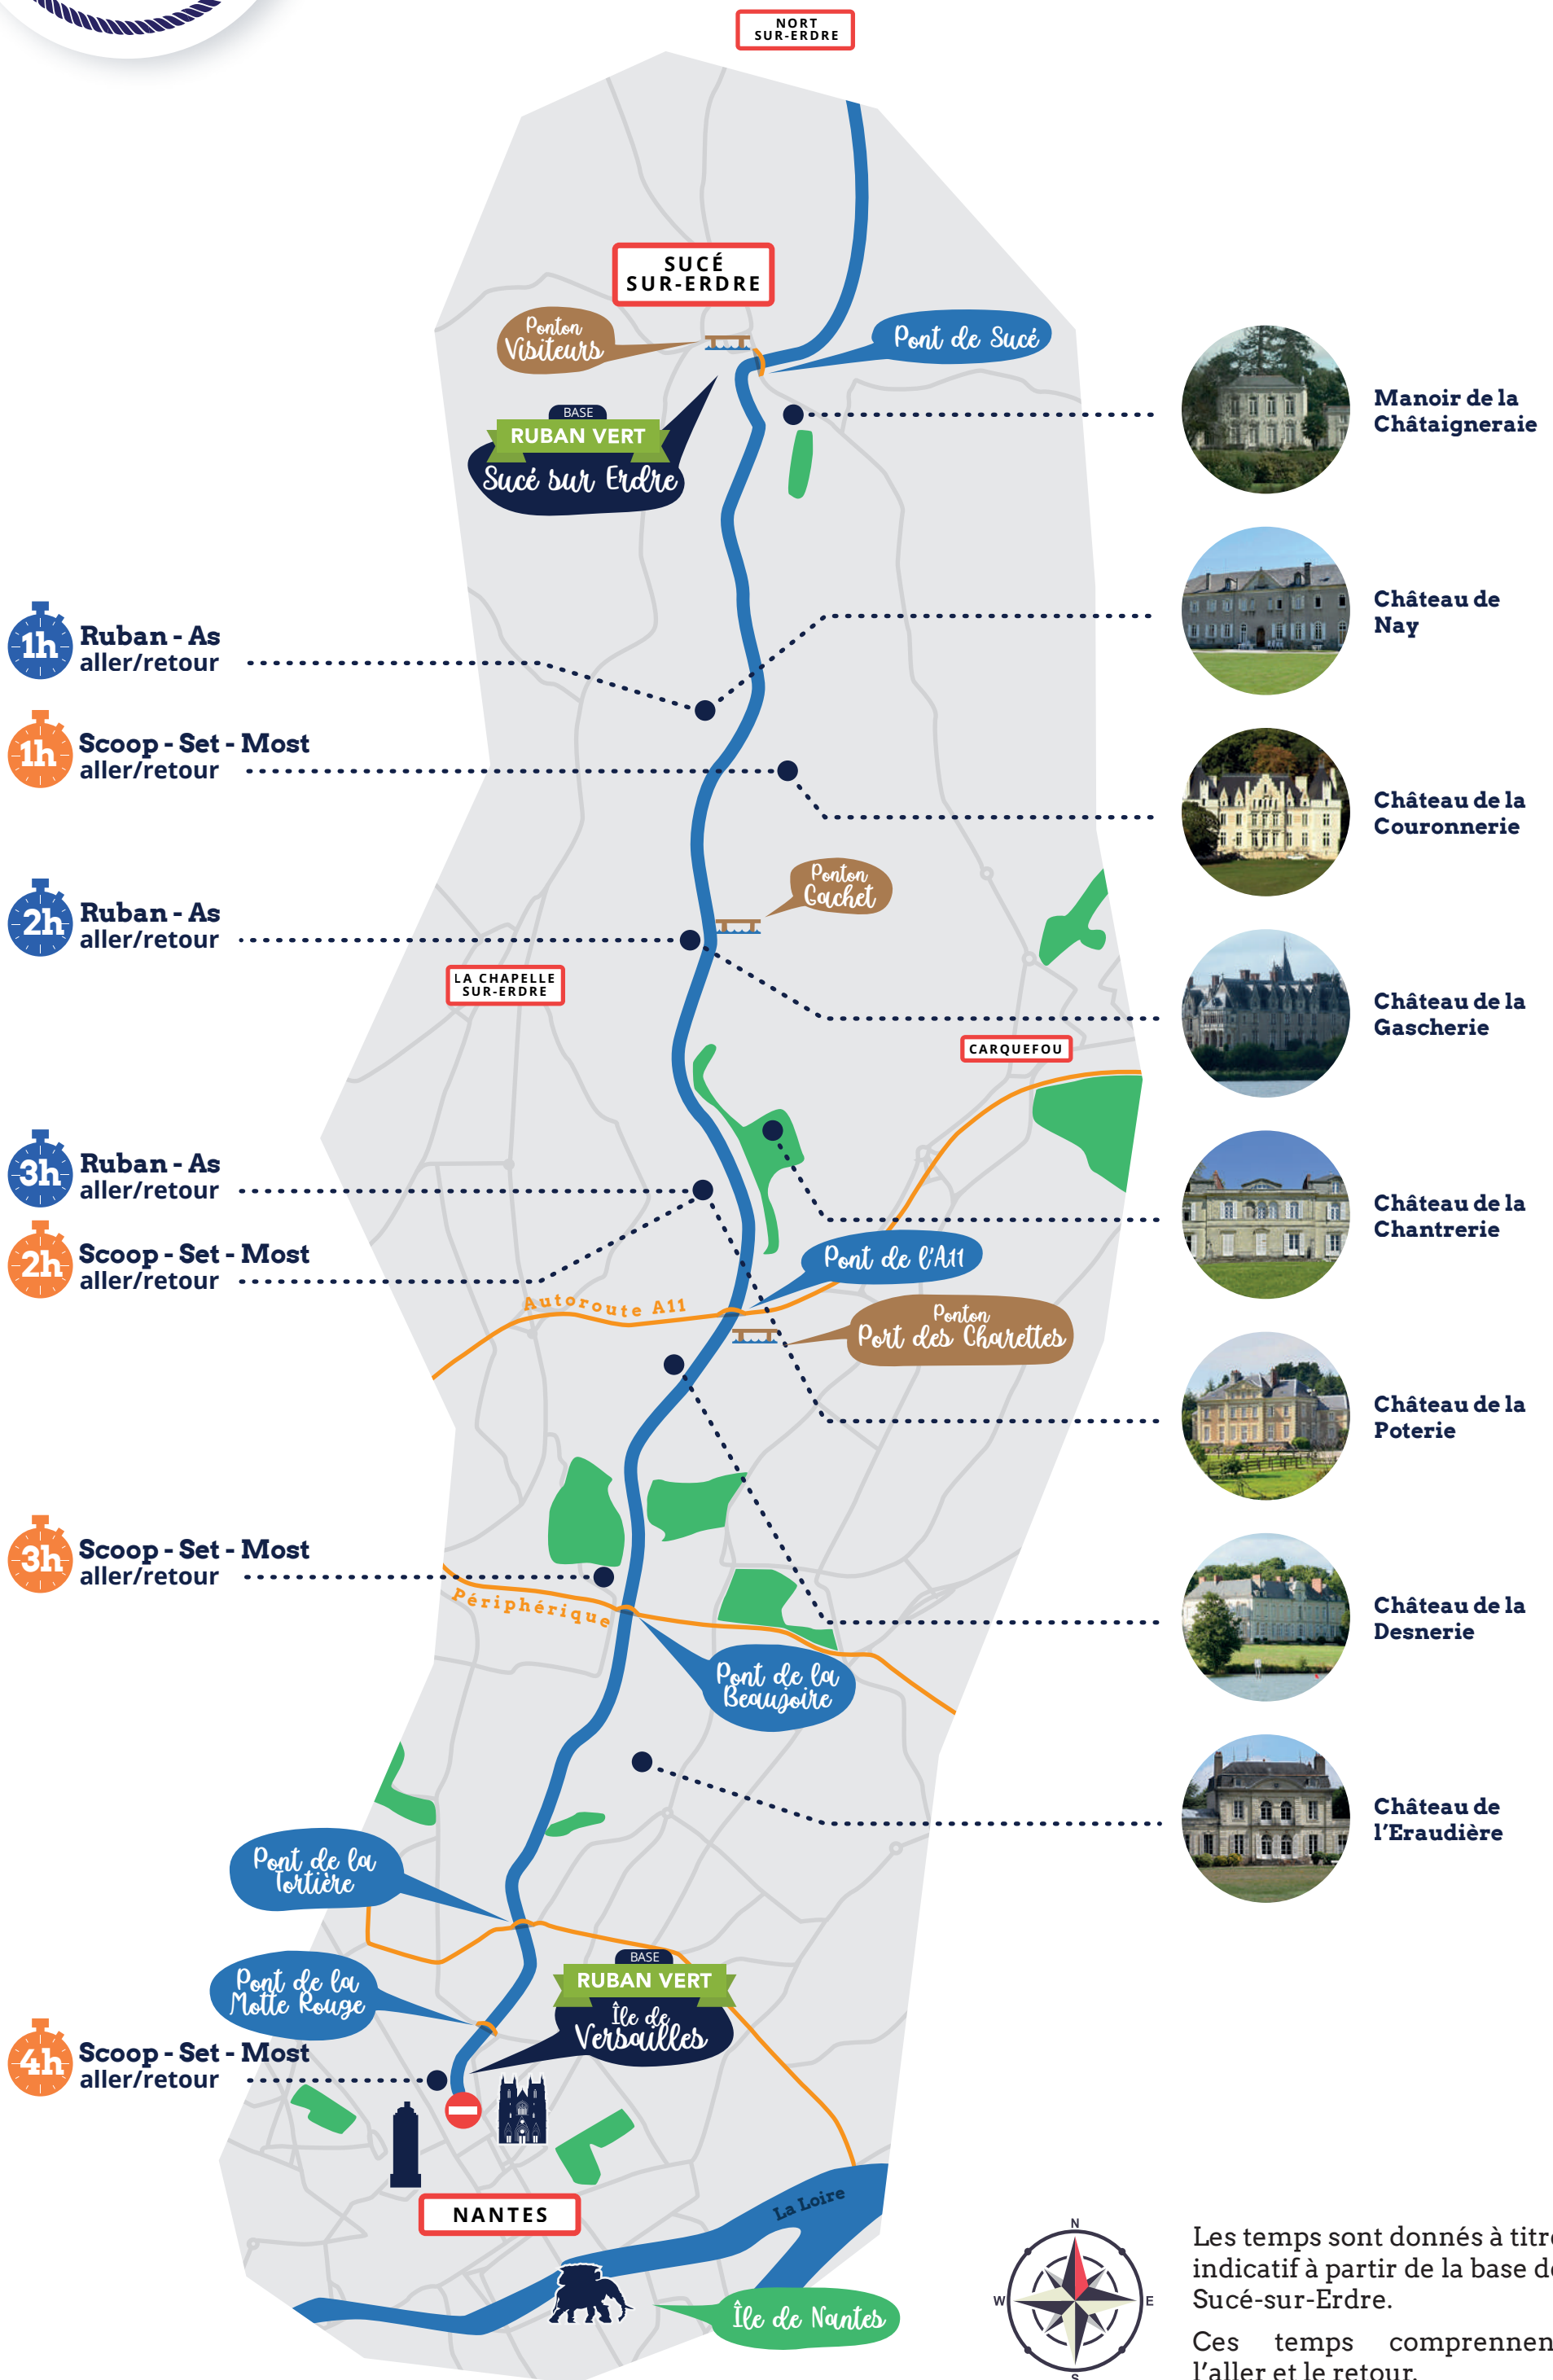 NORT
SUR-ERDRE
SUCÉ
SUR-ERDRE
Ponton
Visiteurs
Pont de Sucé
BASE
RUBAN VERT
Sucé sur Erdre
Manoir de la
Châtaigneraie
Château de
Nay
1h
Ruban - As
aller/retour
1h
Scoop - Set - Most
aller/retour
Château de la
Couronnerie
Ponton
Gachet
2h
Ruban - As
aller/retour
LA CHAPELLE
SUR-ERDRE
Château de la
Gascherie
CARQUEFOU
3h
Ruban - As
aller/retour
2h
Scoop - Set - Most
aller/retour
Château de la
Chantrerie
Pont de l'A11
Autoroute A11
Ponton
Port des Charettes
Château de la
Poterie
3h
Scoop - Set - Most
aller/retour
Périphérique
Château de la
Desnerie
Pont de la
Beaujoire
Château de
l'Eraudière
Pont de la
Tortière
Pont de la
Motte Rouge
BASE
RUBAN VERT
Île de
Versailles
4h
Scoop - Set - Most
aller/retour
NANTES
La Loire
Île de Nantes
N
W
E
S
Les temps sont donnés à titre
indicatif à partir de la base de
Sucé-sur-Erdre.
Ces temps comprennen
l'aller et le retour.